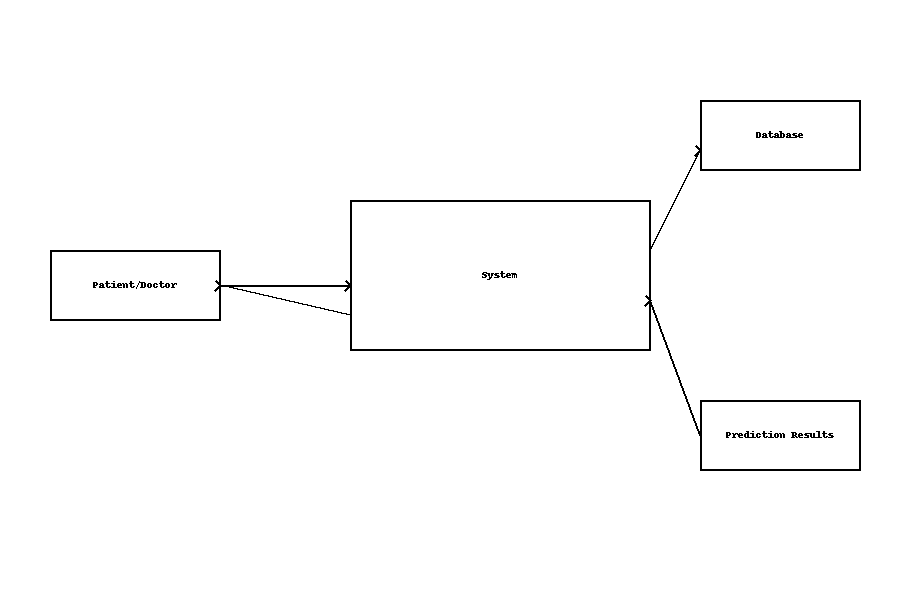 Database
System
Patient/Doctor
Prediction Results